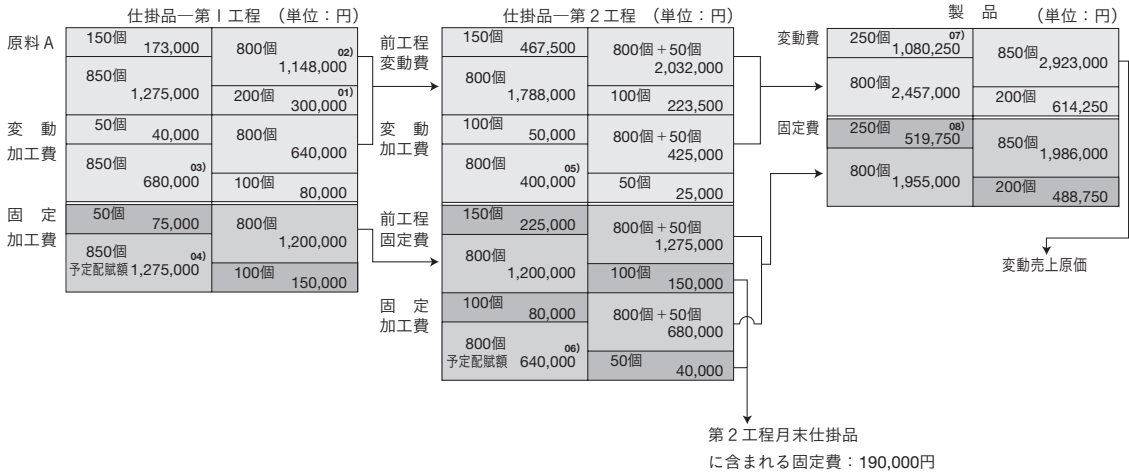 仕掛品―第Ⅰ工程 （単位：円）
原料A
150個
173,000
850個
1,275,000
800個
02)
1,148,000
200個
01)
300,000
変動
加工費
50個
40,000
850個
03)
680,000
800個
640,000
100個
80,000
固定
加工費
50個
75,000
850個
04)
予定配賦額 1,275,000
800個
1,200,000
100個
150,000
仕掛品―第2工程 （単位：円）
前工程
変動費
150個
467,500
800個
1,788,000
800個＋50個
2,032,000
100個
223,500
変動
加工費
100個
50,000
800個
05)
400,000
800個＋50個
425,000
50個
25,000
前工程
固定費
150個
225,000
800個
1,200,000
800個＋50個
1,275,000
100個
150,000
固定
加工費
100個
80,000
800個
06)
予定配賦額 640,000
800個＋50個
680,000
50個
40,000
製品 （単位：円）
変動費
250個
07)
1,080,250
800個
2,457,000
850個
2,923,000
200個
614,250
固定費
250個
08)
519,750
800個
1,955,000
850個
1,986,000
200個
488,750
変動売上原価
第2工程月末仕掛品
に含まれる固定費：190,000円